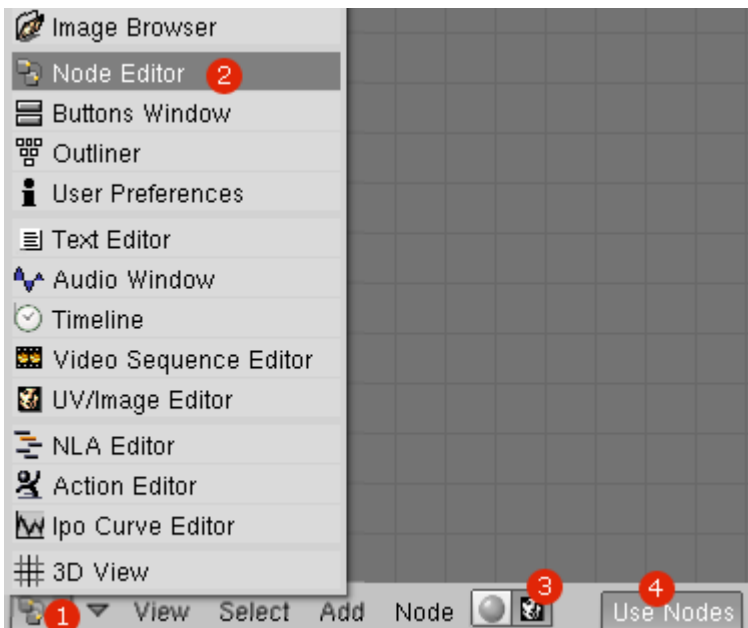 Image Browser
Node Editor 2
Buttons Window
Outliner
User Preferences
Text Editor
Audio Window
Timeline
Video Sequence Editor
UV/Image Editor
NLA Editor
Action Editor
Ipo Curve Editor
3D View
1 View Select Add Node 3 4 Use Nodes